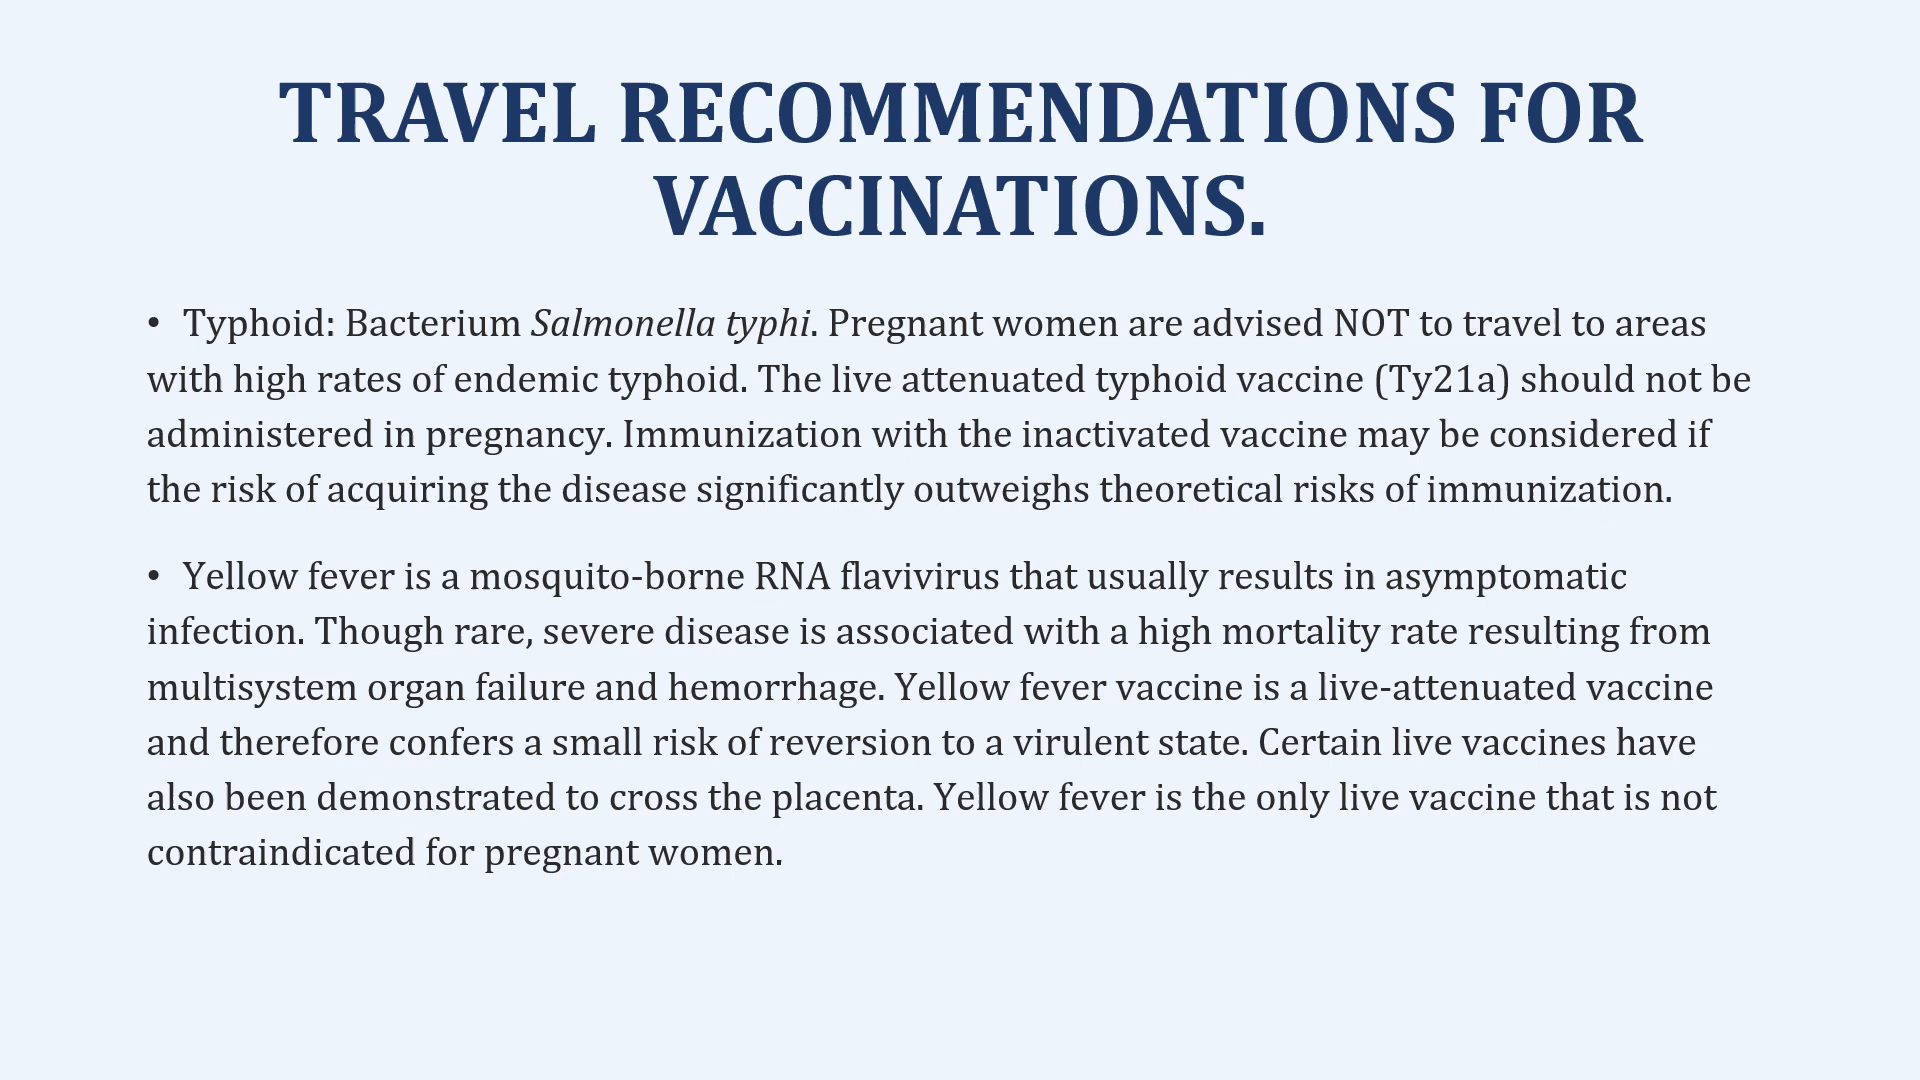 TRAVEL RECOMMENDATIONS FOR
VACCINATIONS.
• Typhoid: Bacterium Salmonella typhi. Pregnant women are advised NOT to travel to areas
with high rates of endemic typhoid. The live attenuated typhoid vaccine (Ty21a) should not be
administered in pregnancy. Immunization with the inactivated vaccine may be considered if
the risk of acquiring the disease significantly outweighs theoretical risks of immunization.
• Yellow fever is a mosquito-borne RNA flavivirus that usually results in asymptomatic
infection. Though rare, severe disease is associated with a high mortality rate resulting from
multisystem organ failure and hemorrhage. Yellow fever vaccine is a live-attenuated vaccine
and therefore confers a small risk of reversion to a virulent state. Certain live vaccines have
also been demonstrated to cross the placenta. Yellow fever is the only live vaccine that is not
contraindicated for pregnant women.